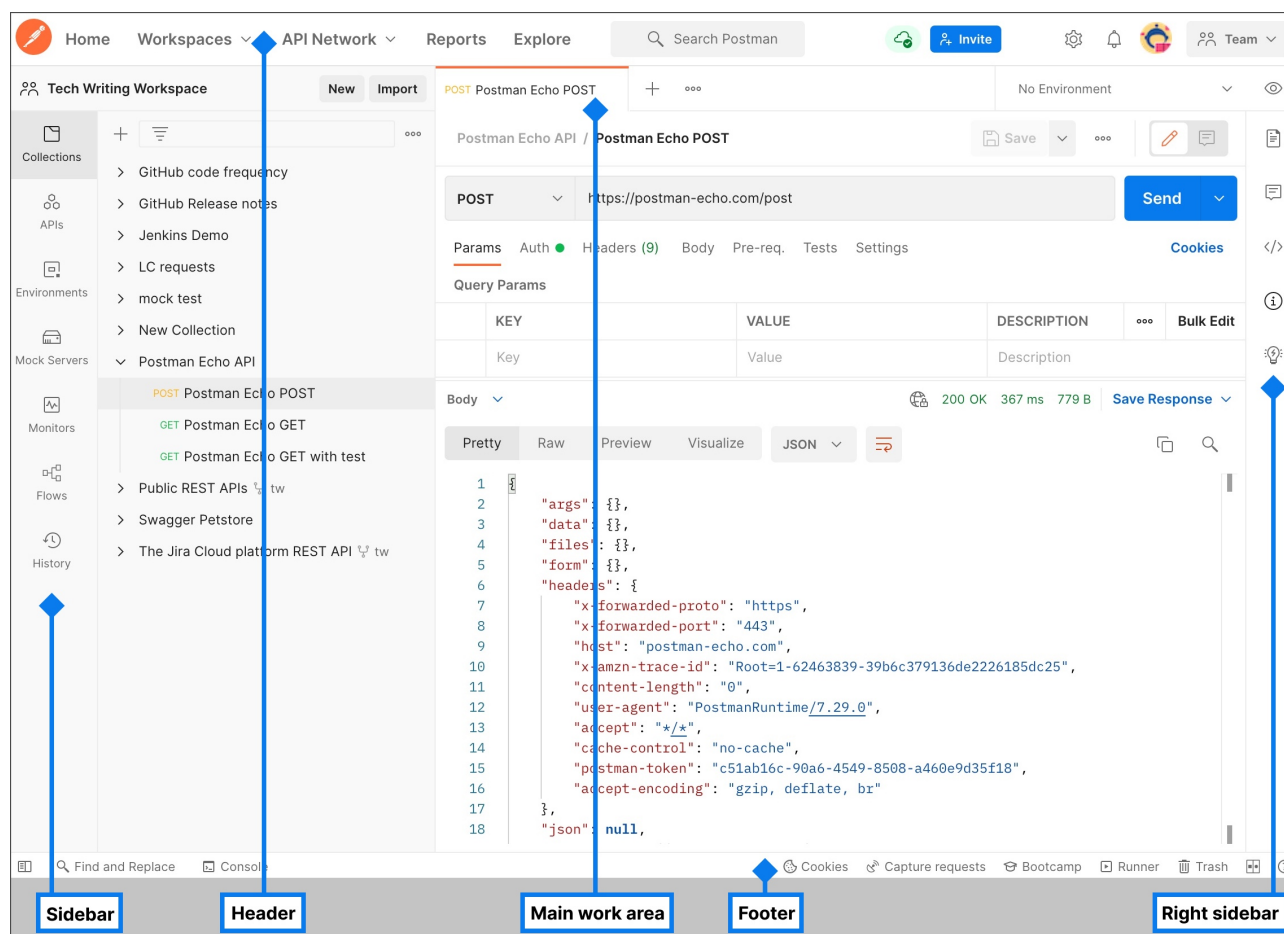 Home Workspaces API Network Reports Explore Search Postman Invite Team
Tech Writing Workspace New Import POST Postman Echo POST No Environment
Collections
APIs
Environments
Mock Servers
Monitors
Flows
History
GitHub code frequency
GitHub Release notes
Jenkins Demo
LC requests
mock test
New Collection
Postman Echo API
POST Postman Echo POST
GET Postman Echo GET
GET Postman Echo GET with test
Public REST APIs tw
Swagger Petstore
The Jira Cloud platform REST API tw
Postman Echo API / Postman Echo POST Save
POST https://postman-echo.com/post Send
Params Auth Headers (9) Body Pre-req. Tests Settings Cookies
Query Params
KEY VALUE DESCRIPTION Bulk Edit
Key Value Description
Body 200 OK 367 ms 779 B Save Response
Pretty Raw Preview Visualize JSON
1 {
2 "args": {},
3 "data": {},
4 "files": {},
5 "form": {},
6 "headers": {
7 "x-forwarded-proto": "https",
8 "x-forwarded-port": "443",
9 "host": "postman-echo.com",
10 "x-amzn-trace-id": "Root=1-62463839-39b6c379136de2226185dc25",
11 "content-length": "0",
12 "user-agent": "PostmanRuntime/7.29.0",
13 "accept": "*/*",
14 "cache-control": "no-cache",
15 "postman-token": "c51ab16c-90a6-4549-8508-a460e9d35f18",
16 "accept-encoding": "gzip, deflate, br"
17 },
18 "json": null,
Find and Replace Console Cookies Capture requests Bootcamp Runner Trash
Sidebar Header Main work area Footer Right sidebar